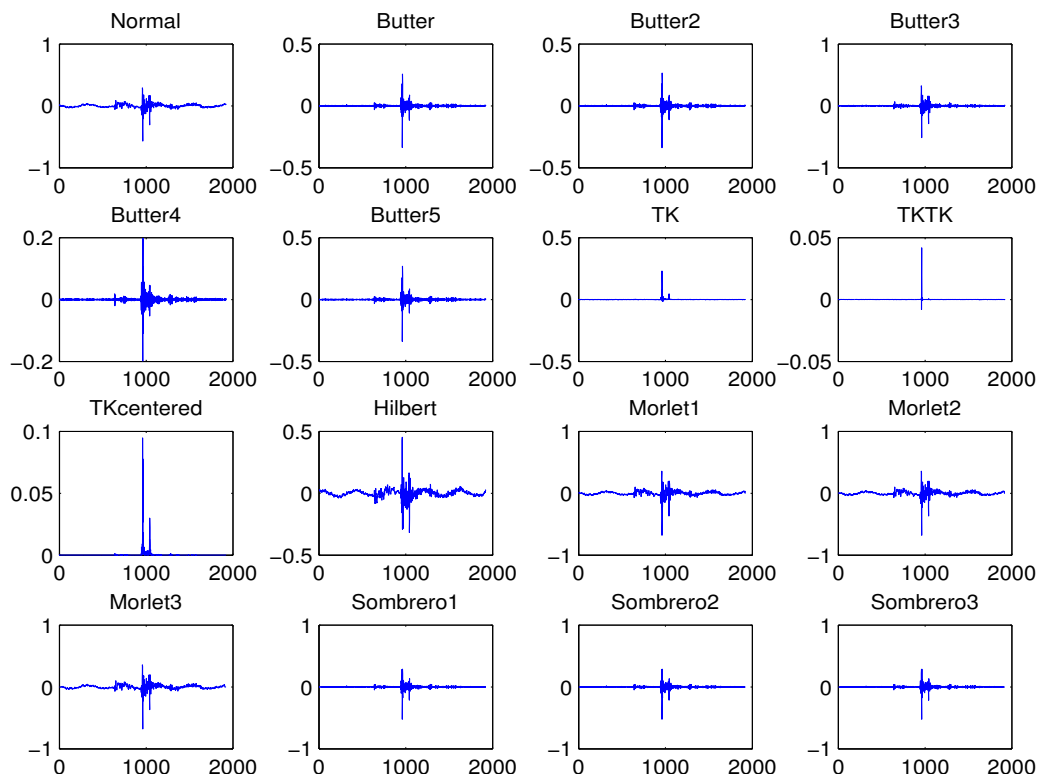 Normal Butter Butter2 Butter3
1 0.5 0.5 1
0 0 0 0
−1 −0.5 −0.5 −1
0 1000 2000 0 1000 2000 0 1000 2000 0 1000 2000
Butter4 Butter5 TK TKTK
0.2 0.5 0.5 0.05
0 0 0 0
−0.2 −0.5 −0.5 −0.05
0 1000 2000 0 1000 2000 0 1000 2000 0 1000 2000
TKcentered Hilbert Morlet1 Morlet2
0.1 0.5 1 1
0.05 0 0 0
0 −0.5 −1 −1
0 1000 2000 0 1000 2000 0 1000 2000 0 1000 2000
Morlet3 Sombrero1 Sombrero2 Sombrero3
1 1 1 1
0 0 0 0
−1 −1 −1 −1
0 1000 2000 0 1000 2000 0 1000 2000 0 1000 2000